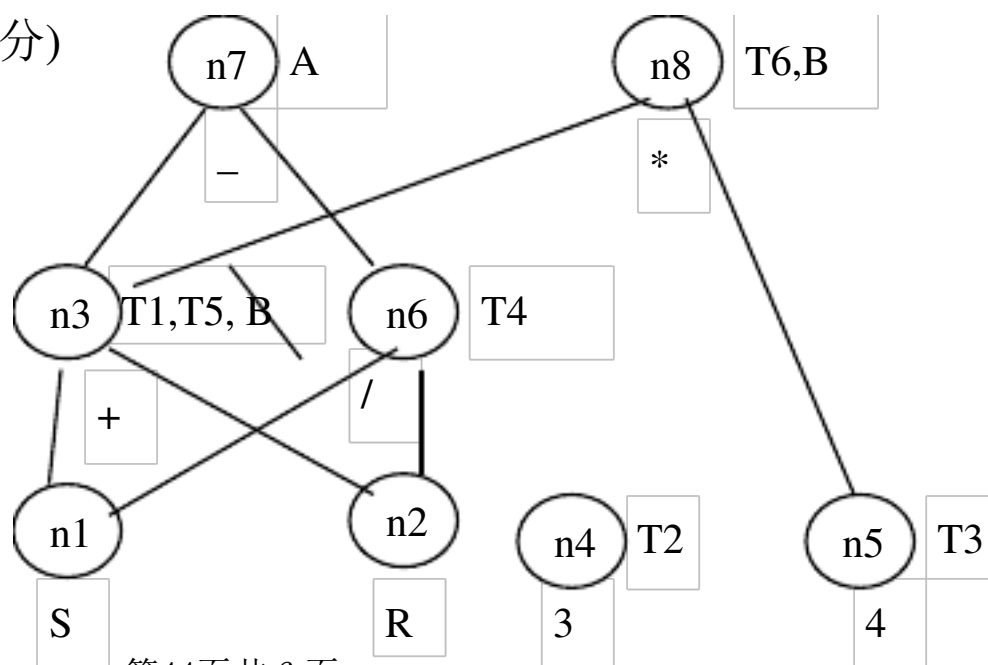 分)
n7 A n8 T6,B
– *
n3 T1,T5, B n6 T4
+ /
n1 n2 n4 T2 n5 T3
S R 3 4